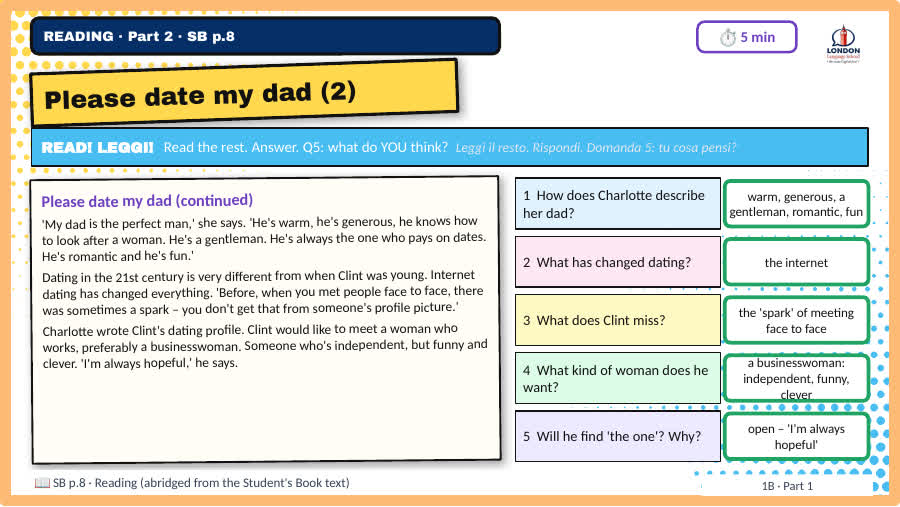 READING · Part 2 · SB p.8
⏱️ 5 min
LONDON
Language School
Please date my dad (2)
READ! LEGGI! Read the rest. Answer. Q5: what do YOU think? Leggi il resto. Rispondi. Domanda 5: tu cosa pensi?
Please date my dad (continued)
'My dad is the perfect man,' she says. 'He's warm, he's generous, he knows how
to look after a woman. He's a gentleman. He's always the one who pays on dates.
He's romantic and he's fun.'
Dating in the 21st century is very different from when Clint was young. Internet
dating has changed everything. 'Before, when you met people face to face, there
was sometimes a spark – you don't get that from someone's profile picture.'
Charlotte wrote Clint's dating profile. Clint would like to meet a woman who
works, preferably a businesswoman. Someone who's independent, but funny and
clever. 'I'm always hopeful,' he says.
1 How does Charlotte describe
her dad?
warm, generous, a
gentleman, romantic, fun
2 What has changed dating?
the internet
3 What does Clint miss?
the 'spark' of meeting
face to face
4 What kind of woman does he
want?
a businesswoman:
independent, funny,
clever
5 Will he find 'the one'? Why?
open – 'I'm always
hopeful'
📖 SB p.8 · Reading (abridged from the Student's Book text)
1B · Part 1